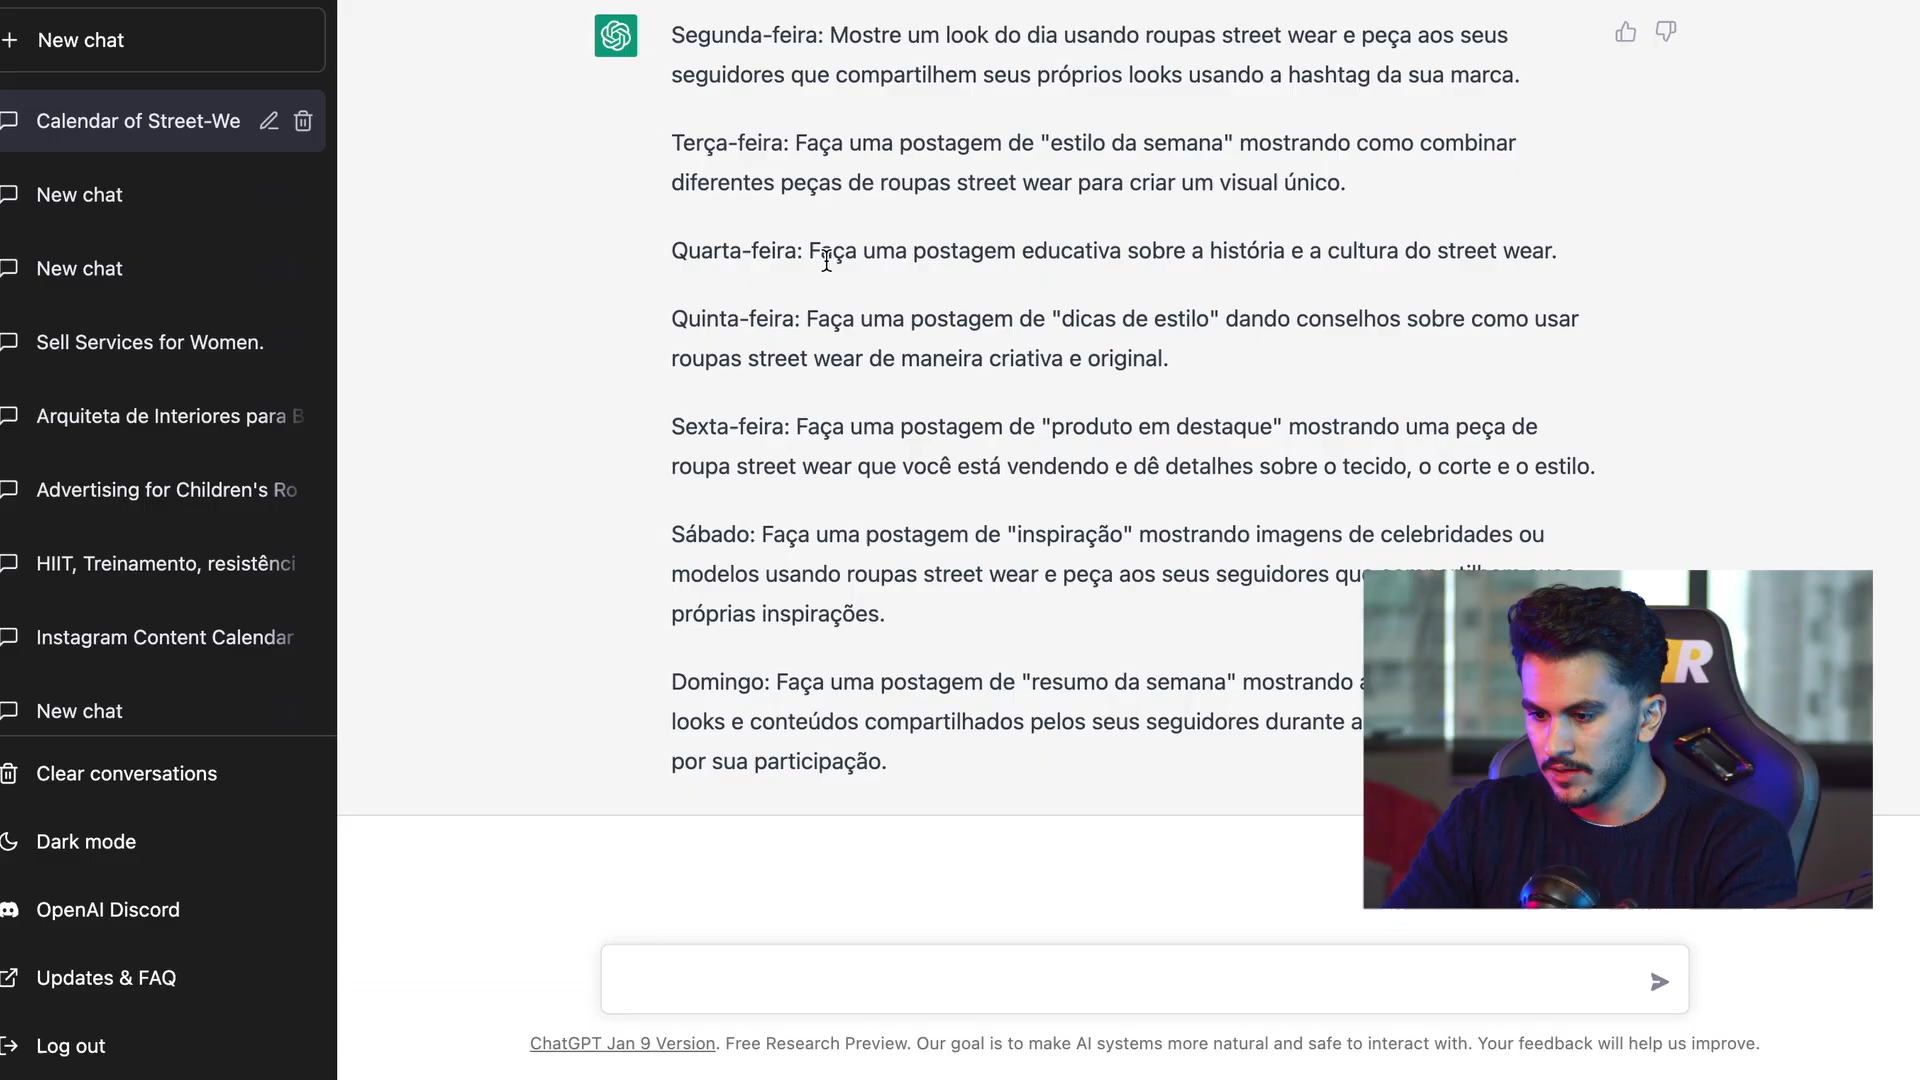 New chat
Calendar of Street-We
New chat
New chat
Sell Services for Women.
Arquiteta de Interiores para B
Advertising for Children's Ro
HIIT, Treinamento, resistênci
Instagram Content Calendar
New chat
Clear conversations
Dark mode
OpenAI Discord
Updates & FAQ
Log out
Segunda-feira: Mostre um look do dia usando roupas street wear e peça aos seus
seguidores que compartilhem seus próprios looks usando a hashtag da sua marca.
Terça-feira: Faça uma postagem de "estilo da semana" mostrando como combinar
diferentes peças de roupas street wear para criar um visual único.
Quarta-feira: Faça uma postagem educativa sobre a história e a cultura do street wear.
Quinta-feira: Faça uma postagem de "dicas de estilo" dando conselhos sobre como usar
roupas street wear de maneira criativa e original.
Sexta-feira: Faça uma postagem de "produto em destaque" mostrando uma peça de
roupa street wear que você está vendendo e dê detalhes sobre o tecido, o corte e o estilo.
Sábado: Faça uma postagem de "inspiração" mostrando imagens de celebridades ou
modelos usando roupas street wear e peça aos seus seguidores que
próprias inspirações.
Domingo: Faça uma postagem de "resumo da semana" mostrando
looks e conteúdos compartilhados pelos seus seguidores durante a
por sua participação.
R
ChatGPT Jan 9 Version. Free Research Preview. Our goal is to make AI systems more natural and safe to interact with. Your feedback will help us improve.